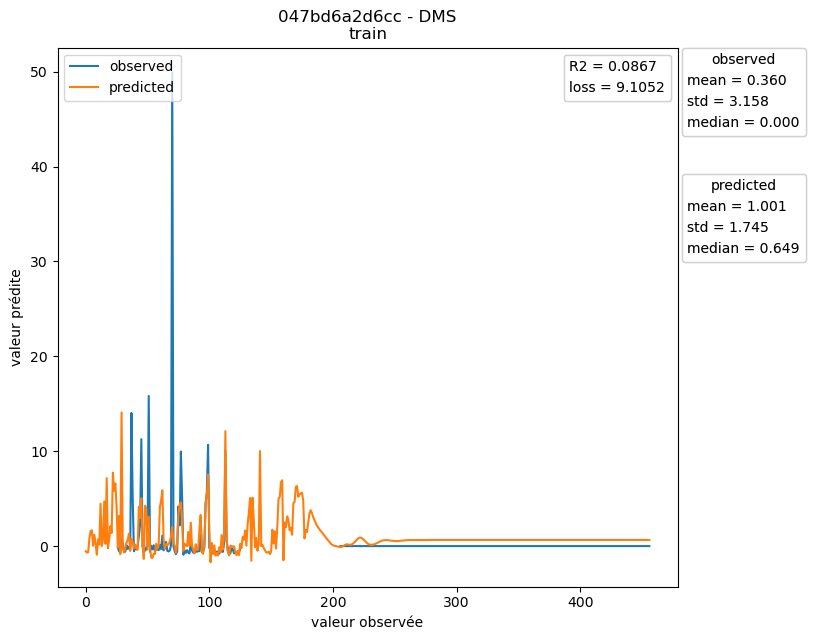 047bd6a2d6cc - DMS
train
observed
predicted
R2 = 0.0867
loss = 9.1052
observed
mean = 0.360
std = 3.158
median = 0.000
predicted
mean = 1.001
std = 1.745
median = 0.649
valeur prédite
50
40
30
20
10
0
0
100
200
300
400
valeur observée